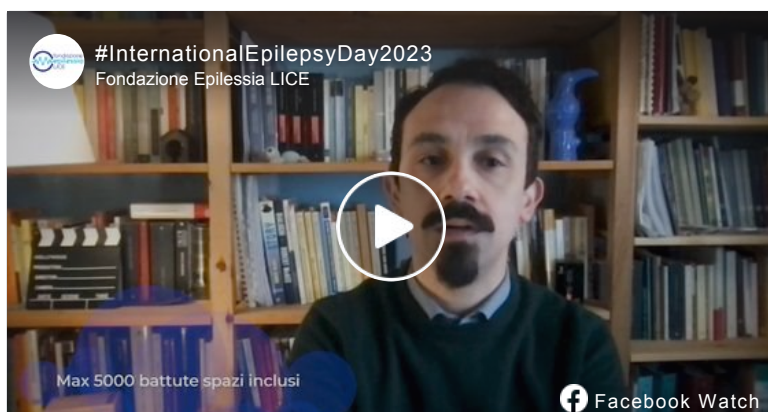 #InternationalEpilepsyDay2023
Fondazione Epilessia LICE
Max 5000 battute spazi inclusi
Facebook Watch